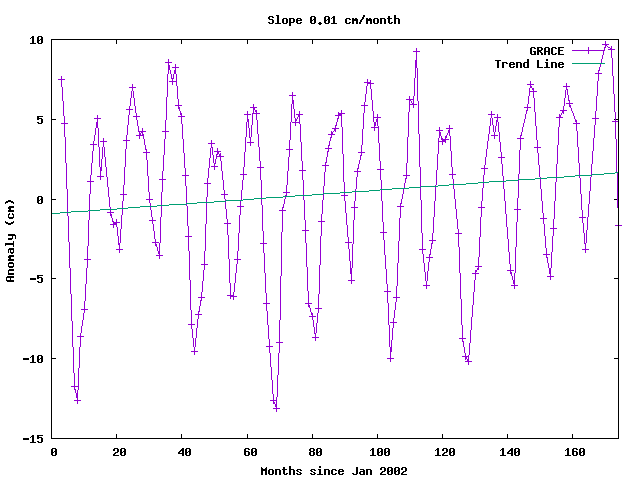 Slope 0.01 cm/month
GRACE
Trend Line
10
5
0
-5
-10
-15
Anomaly (cm)
0 20 40 60 80 100 120 140 160
Months since Jan 2002